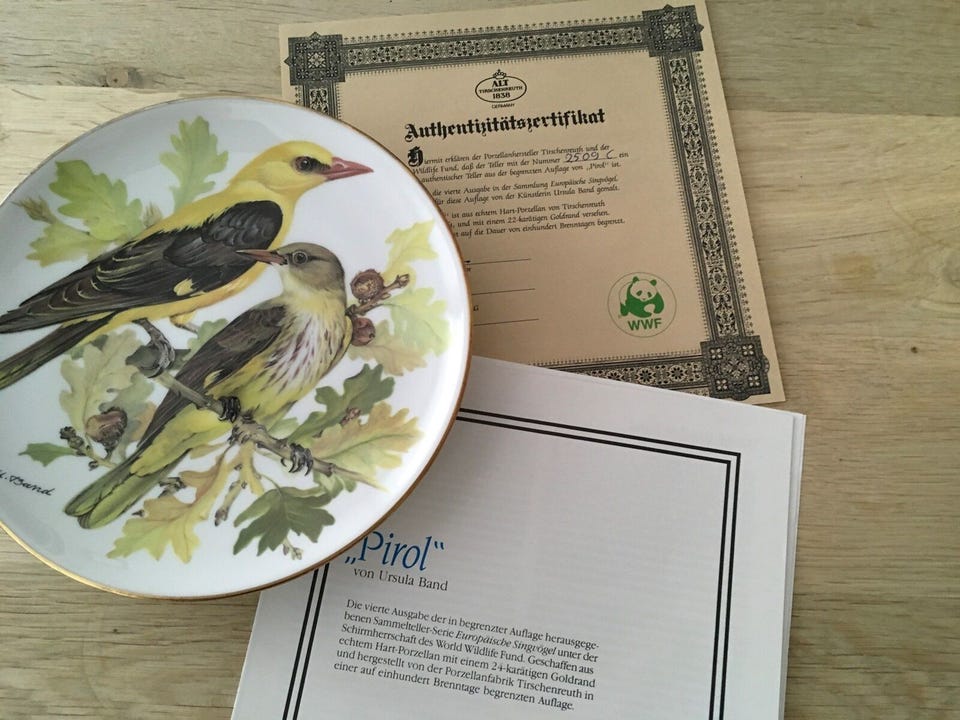 ALT
TIRSCHENREUTH
1838
GERMANY
Authentizitätszertifikat
Hiermit erklären der Porzellanhersteller Tirschenreuth und der
Wildlife Fund, daß der Teller mit der Nummer 2509 C ein
authentischer Teller aus der begrenzten Auflage von „Pirol" ist.
die vierte Ausgabe in der Sammlung Europäische Singvögel.
für diese Auflage von der Künstlerin Ursula Band gemalt.
ist aus echtem Hart-Porzellan von Tirschenreuth
und mit einem 22-karätigen Goldrand versehen.
ist auf die Dauer von einhundert Brenntagen begrenzt.
WWF
U. Band
„Pirol“
von Ursula Band
Die vierte Ausgabe der in begrenzter Auflage herausgege-
benen Sammelteller-Serie Europäische Singvögel unter der
Schirmherrschaft des World Wildlife Fund. Geschaffen aus
echtem Hart-Porzellan mit einem 24-karätigen Goldrand
und hergestellt von der Porzellanfabrik Tirschenreuth in
einer auf einhundert Brenntage begrenzten Auflage.